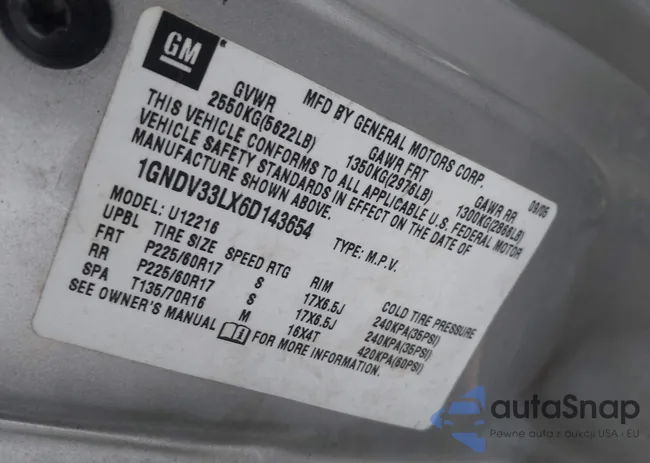 GM
MFD BY GENERAL MOTORS CORP. 09/05
GVWR GAWR FRT GAWR RR
2550KG(5622LB) 1350KG(2976LB) 1300KG(2866LB)
THIS VEHICLE CONFORMS TO ALL APPLICABLE U.S. FEDERAL MOTOR
VEHICLE SAFETY STANDARDS IN EFFECT ON THE DATE OF
MANUFACTURE SHOWN ABOVE.
1GNDV33LX6D143654 TYPE: M.P.V.
MODEL: U12216
UPBL TIRE SIZE SPEED RTG RIM COLD TIRE PRESSURE
FRT P225/60R17 S 17X6.5J 240KPA(35PSI)
RR P225/60R17 S 17X6.5J 240KPA(35PSI)
SPA T135/70R16 M 16X4T 420KPA(60PSI)
SEE OWNER'S MANUAL FOR MORE INFORMATION.
autaSnap
Pewne auta z aukcji USA i EU